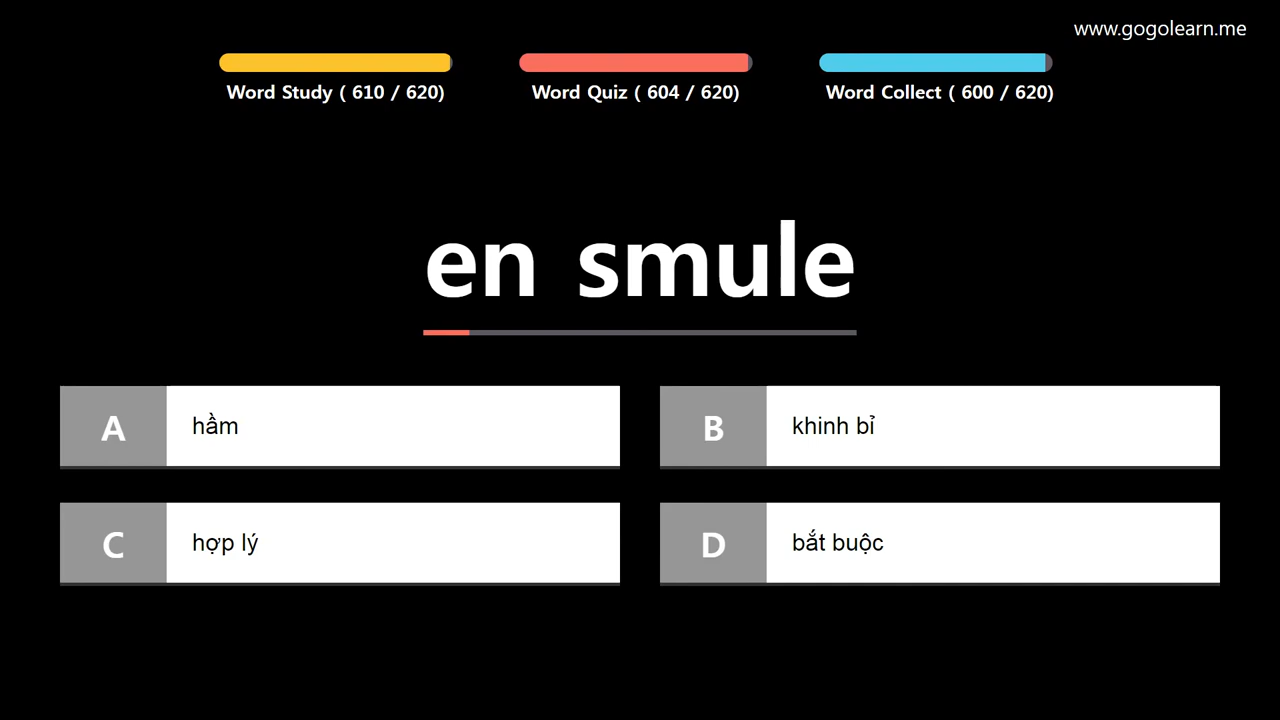 www.gogolearn.me
Word Study ( 610 / 620)
Word Quiz ( 604 / 620)
Word Collect ( 600 / 620)
en smule
A
hầm
B
khinh bỉ
C
hợp lý
D
bắt buộc